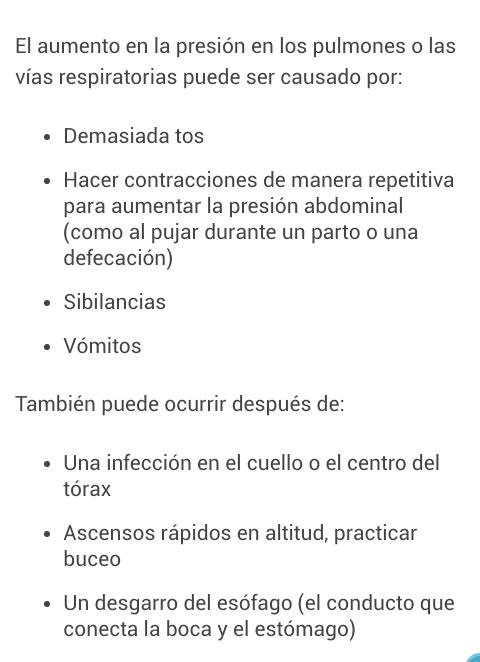 El aumento en la presión en los pulmones o las
vías respiratorias puede ser causado por:
• Demasiada tos
• Hacer contracciones de manera repetitiva
para aumentar la presión abdominal
(como al pujar durante un parto o una
defecación)
• Sibilancias
• Vómitos
También puede ocurrir después de:
• Una infección en el cuello o el centro del
tórax
• Ascensos rápidos en altitud, practicar
buceo
• Un desgarro del esófago (el conducto que
conecta la boca y el estómago)